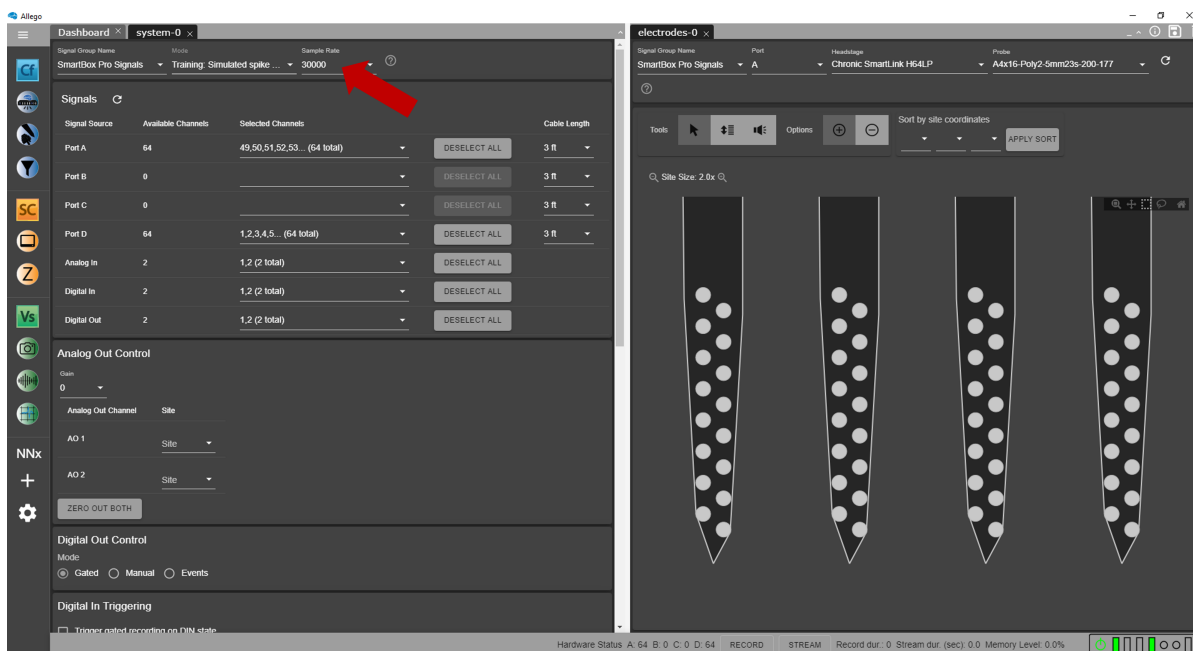 Allego
Dashboard
system-0
electrodes-0
Signal Group Name
Mode
Sample Rate
SmartBox Pro Signals
Training: Simulated spike ...
30000
Signal Group Name
Port
Headstage
Probe
SmartBox Pro Signals
A
Chronic SmartLink H64LP
A4x16-Poly2-5mm23s-200-177
Cf
SC
Z
Vs
NNx
Signals
Signal Source Available Channels Selected Channels Cable Length
Port A 64 49,50,51,52,53... (64 total) DESELECT ALL 3 ft
Port B 0 DESELECT ALL 3 ft
Port C 0 DESELECT ALL 3 ft
Port D 64 1,2,3,4,5... (64 total) DESELECT ALL 3 ft
Analog In 2 1,2 (2 total) DESELECT ALL
Digital In 2 1,2 (2 total) DESELECT ALL
Digital Out 2 1,2 (2 total) DESELECT ALL
Analog Out Control
Gain
0
Analog Out Channel Site
AO 1 Site
AO 2 Site
ZERO OUT BOTH
Digital Out Control
Mode
Gated Manual Events
Digital In Triggering
Trigger gated recording on DIN state
Tools Options Sort by site coordinates
APPLY SORT
Site Size: 2.0x
Hardware Status A: 64 B: 0 C: 0 D: 64 RECORD STREAM Record dur.: 0 Stream dur. (sec): 0.0 Memory Level: 0.0%